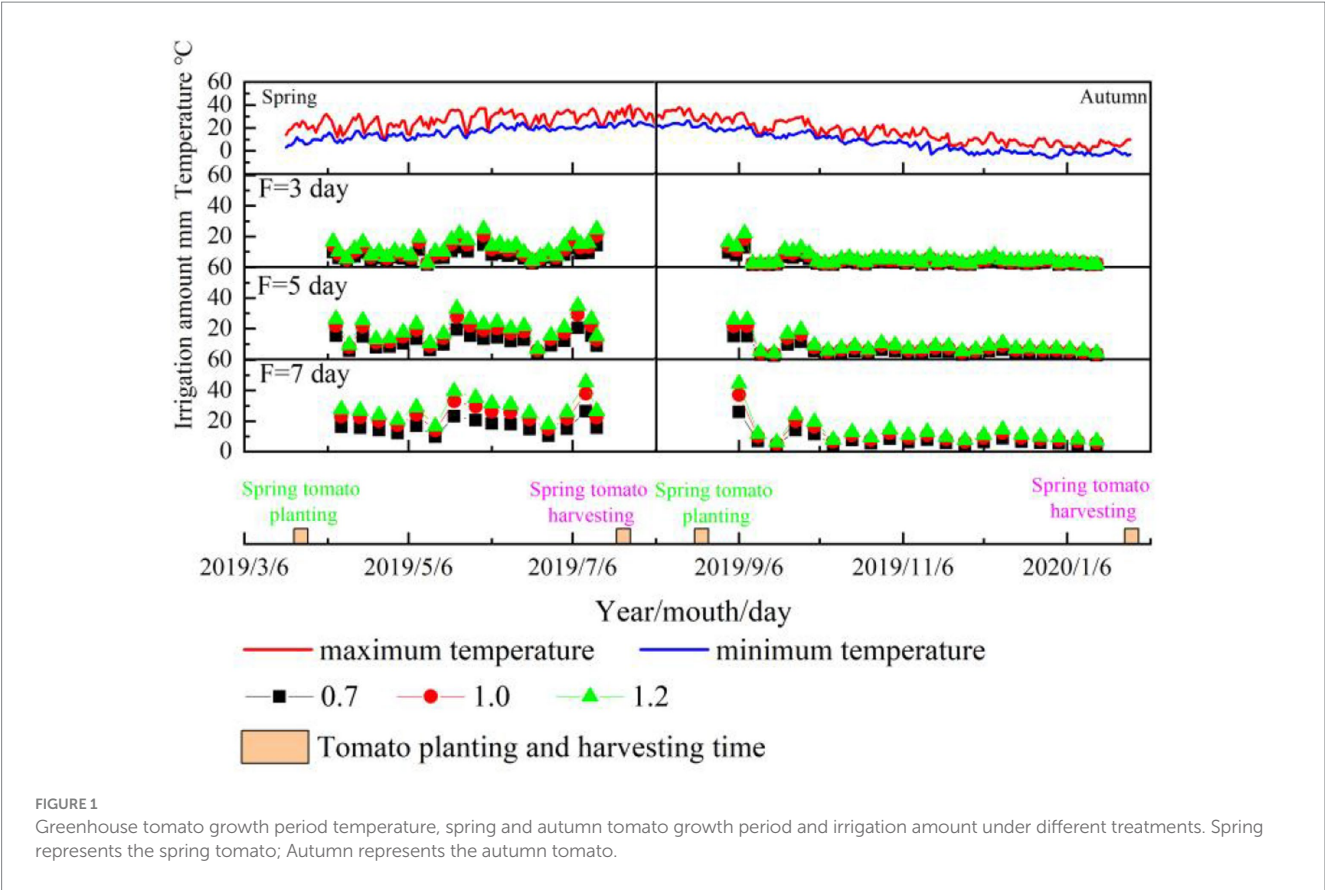 Irrigation amount mm Temperature °C
60
40
20
0
Spring
Autumn
60
40
20
F=3 day
60
40
20
F=5 day
60
40
20
0
F=7 day
Spring tomato
planting
Spring tomato
harvesting
Spring tomato
planting
Spring tomato
harvesting
2019/3/6 2019/5/6 2019/7/6 2019/9/6 2019/11/6 2020/1/6
Year/mouth/day
maximum temperature minimum temperature
0.7 1.0 1.2
Tomato planting and harvesting time
FIGURE 1
Greenhouse tomato growth period temperature, spring and autumn tomato growth period and irrigation amount under different treatments. Spring
represents the spring tomato; Autumn represents the autumn tomato.